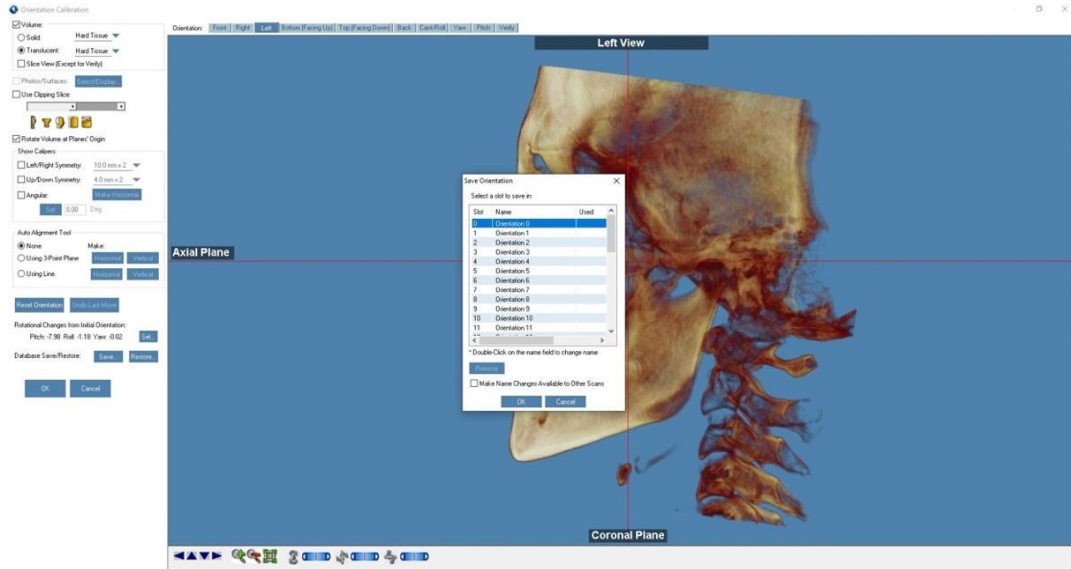 Orientation Calibration
Volume:
Solid: Hard Tissue
Translucent: Hard Tissue
Slice View (Except for Verify)
Photos/Surfaces: Select/Display...
Use Clipping Slice:
Rotate Volume at Planes' Origin
Show Calipers:
Left/Right Symmetry: 10.0 mm x 2
Up/Down Symmetry: 4.0 mm x 2
Angular: Make Horizontal
Set 0.00 Deg.
Auto Alignment Tool
None Make:
Using 3-Point Plane Horizontal Vertical
Using Line. Horizontal Vertical
Reset Orientation Undo Last Move
Rotational Changes from Initial Orientation:
Pitch: -7.98 Roll: -1.18 Yaw: -0.62 Set...
Database Save/Restore: Save... Restore...
OK Cancel
Orientation: Front Right Left Bottom (Facing Up) Top (Facing Down) Back Cant/Roll Yaw Pitch Verify
Left View
Axial Plane
Coronal Plane
Save Orientation
Select a slot to save in
Slot Name Used
0 Orientation 0
1 Orientation 1
2 Orientation 2
3 Orientation 3
4 Orientation 4
5 Orientation 5
6 Orientation 6
7 Orientation 7
8 Orientation 8
9 Orientation 9
10 Orientation 10
11 Orientation 11
* Double-Click on the name field to change name
Remove
Make Name Changes Available to Other Scans
OK Cancel